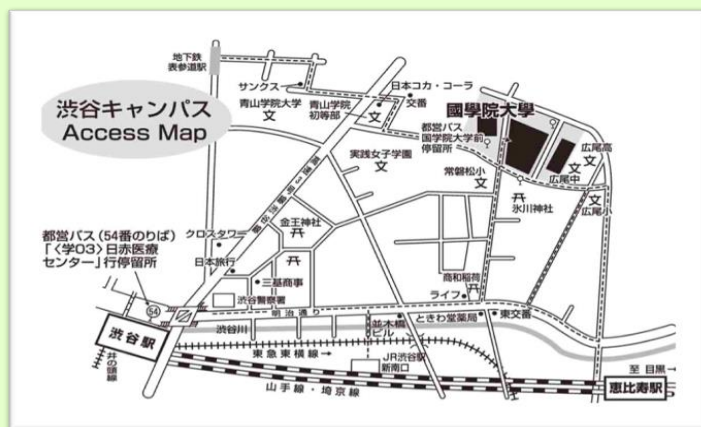 地下鉄
表参道駅
渋谷キャンパス
Access Map
サンクス
青山学院大学
文
青山学院
初等部
文
日本コカ・コーラ
交番
國學院大學
都営バス
国学院大学前
停留所
実践女子学園
文
常磐松小
文
広尾高
文
広尾中
文
広尾小
文
氷川神社
金王神社
クロスタワー
都営バス(54番のりば)
「〈学03〉日赤医療
センター」行停留所
日本旅行
三基商事
渋谷警察署
商和稲荷
ライフ
54
明治通り
並木橋
ビル
ときわ堂薬局
東交番
渋谷駅
渋谷川
井の頭線
東急東横線→
JR渋谷駅
新南口
山手線・埼京線
至 目黒→
恵比寿駅